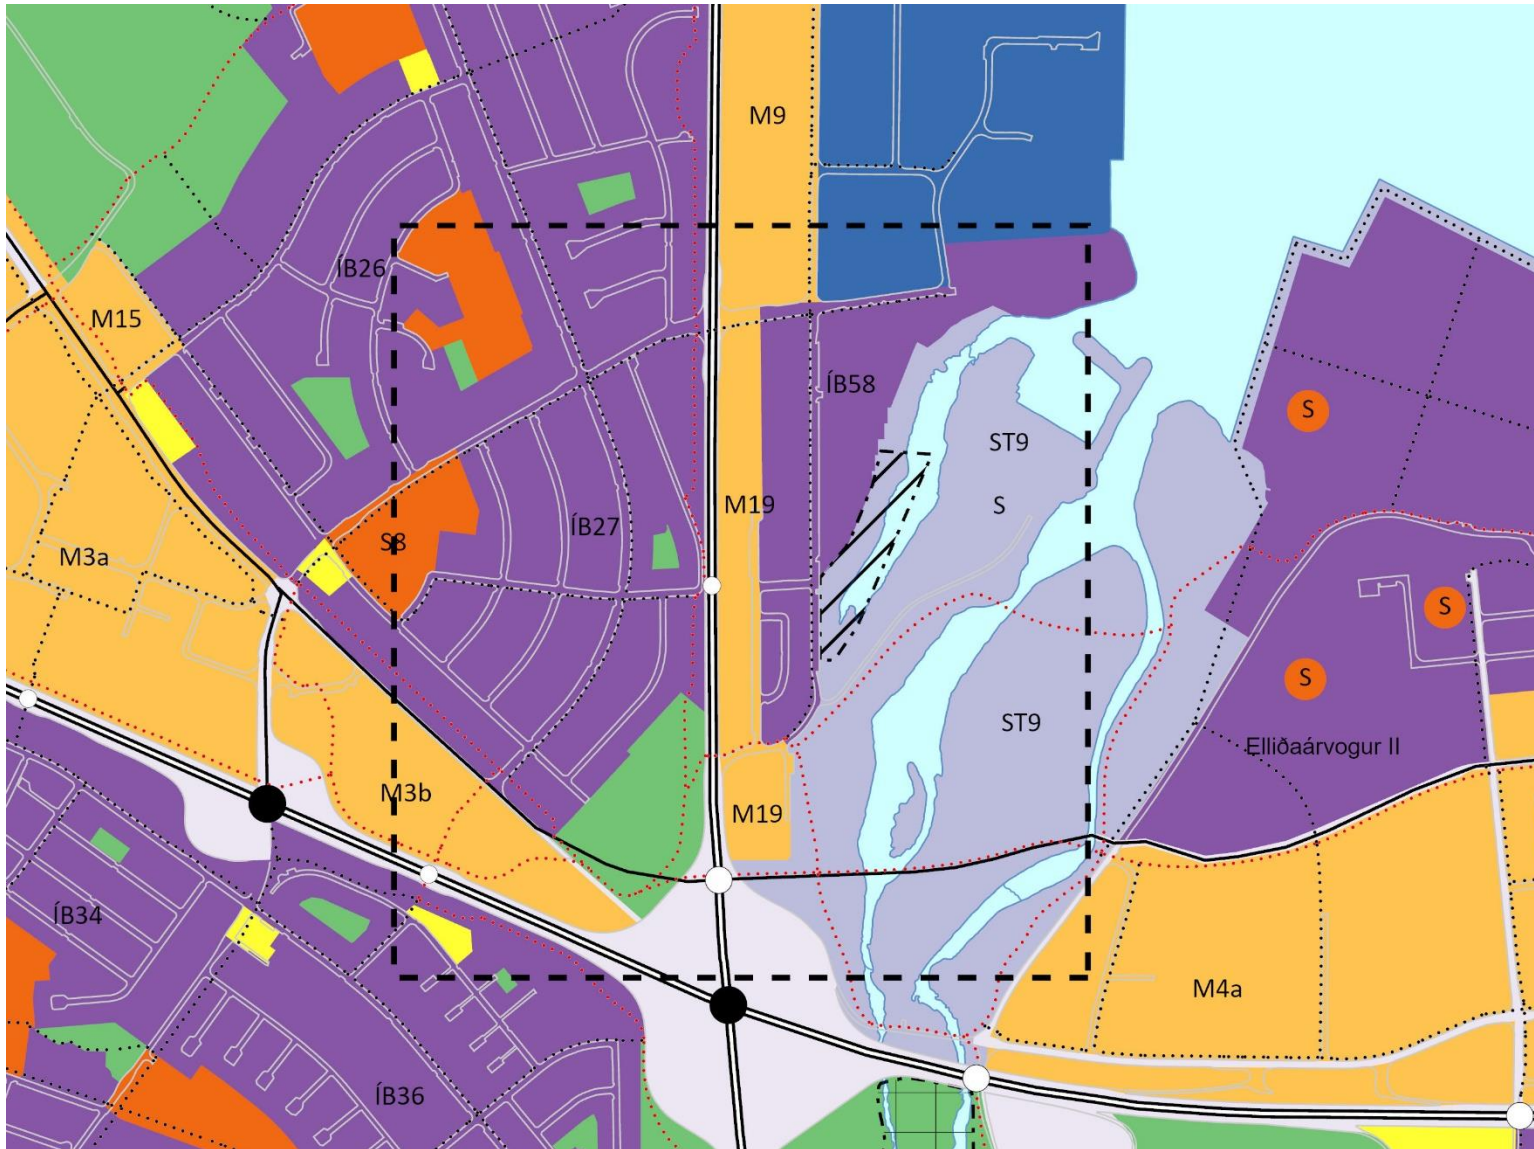 M9
ÍB26
M15
ÍB58
S
ST9
M19
S
S8
ÍB27
M3a
S
S
ST9
Elliðaárvogur II
M3b
M19
ÍB34
M4a
ÍB36